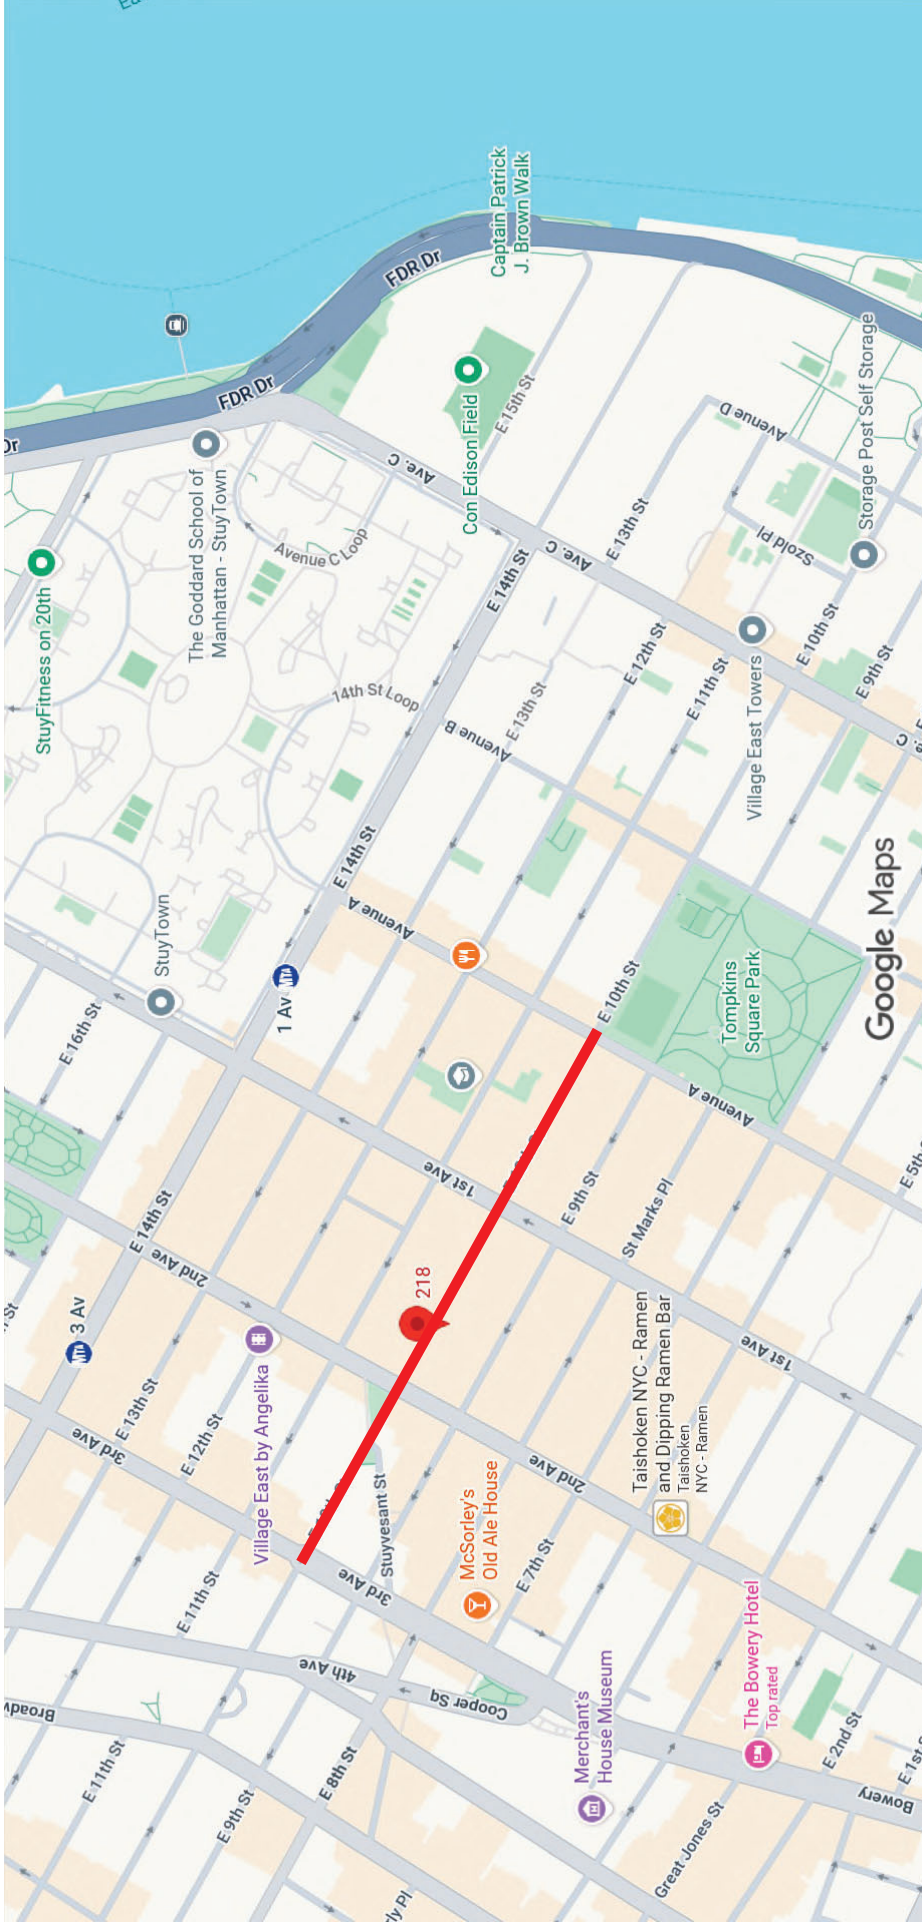 StuyFitness on 20th
The Goddard School of
Manhattan - StuyTown
FDR Dr
FDR Dr
Dr
Captain Patrick
J. Brown Walk
Con Edison Field
E 15th St
Ave. C
Ave. C
Avenue C Loop
14th St Loop
E 14th St
E 13th St
E 13th St
Avenue D
Szold Pl
Storage Post Self Storage
E 10th St
E 9th St
E 12th St
E 11th St
Village East Towers
Avenue B
StuyTown
E 14th St
Avenue A
1 Av
E 16th St
E 10th St
Tompkins
Square Park
Avenue A
Google Maps
E 14th St
2nd Ave
1st Ave
E 9th St
St Marks Pl
218
1st Ave
3 Av
3rd Ave
E 13th St
E 12th St
Village East by Angelika
2nd Ave
Taishoken NYC - Ramen
and Dipping Ramen Bar
Taishoken
NYC - Ramen
Stuyvesant St
McSorley's
Old Ale House
E 7th St
3rd Ave
E 11th St
4th Ave
Cooper Sq
E 11th St
E 9th St
E 8th St
Merchant's
House Museum
The Bowery Hotel
Top rated
E 2nd St
Great Jones St
Bowery